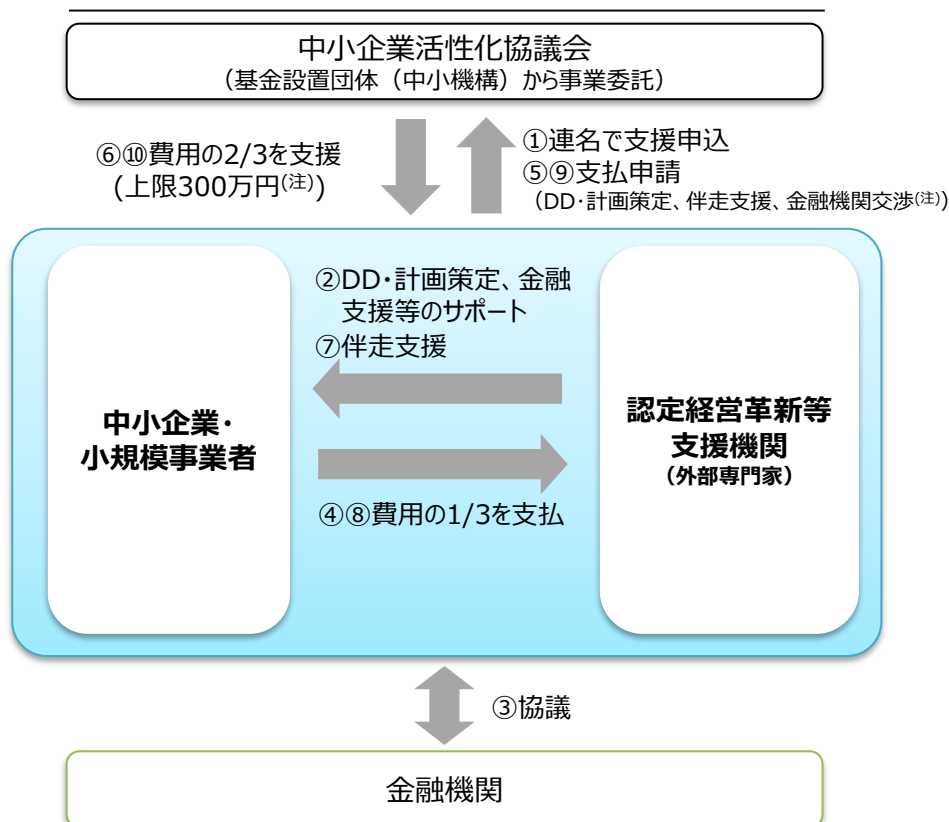 中小企業活性化協議会
（基金設置団体（中小機構）から事業委託）
⑥⑩費用の2/3を支援
(上限300万円(注))
①連名で支援申込
⑤⑨支払申請
（DD・計画策定、伴走支援、金融機関交渉(注)）
②DD・計画策定、金融
支援等のサポート
⑦伴走支援
中小企業・
小規模事業者
認定経営革新等
支援機関
（外部専門家）
④⑧費用の1/3を支払
③協議
金融機関